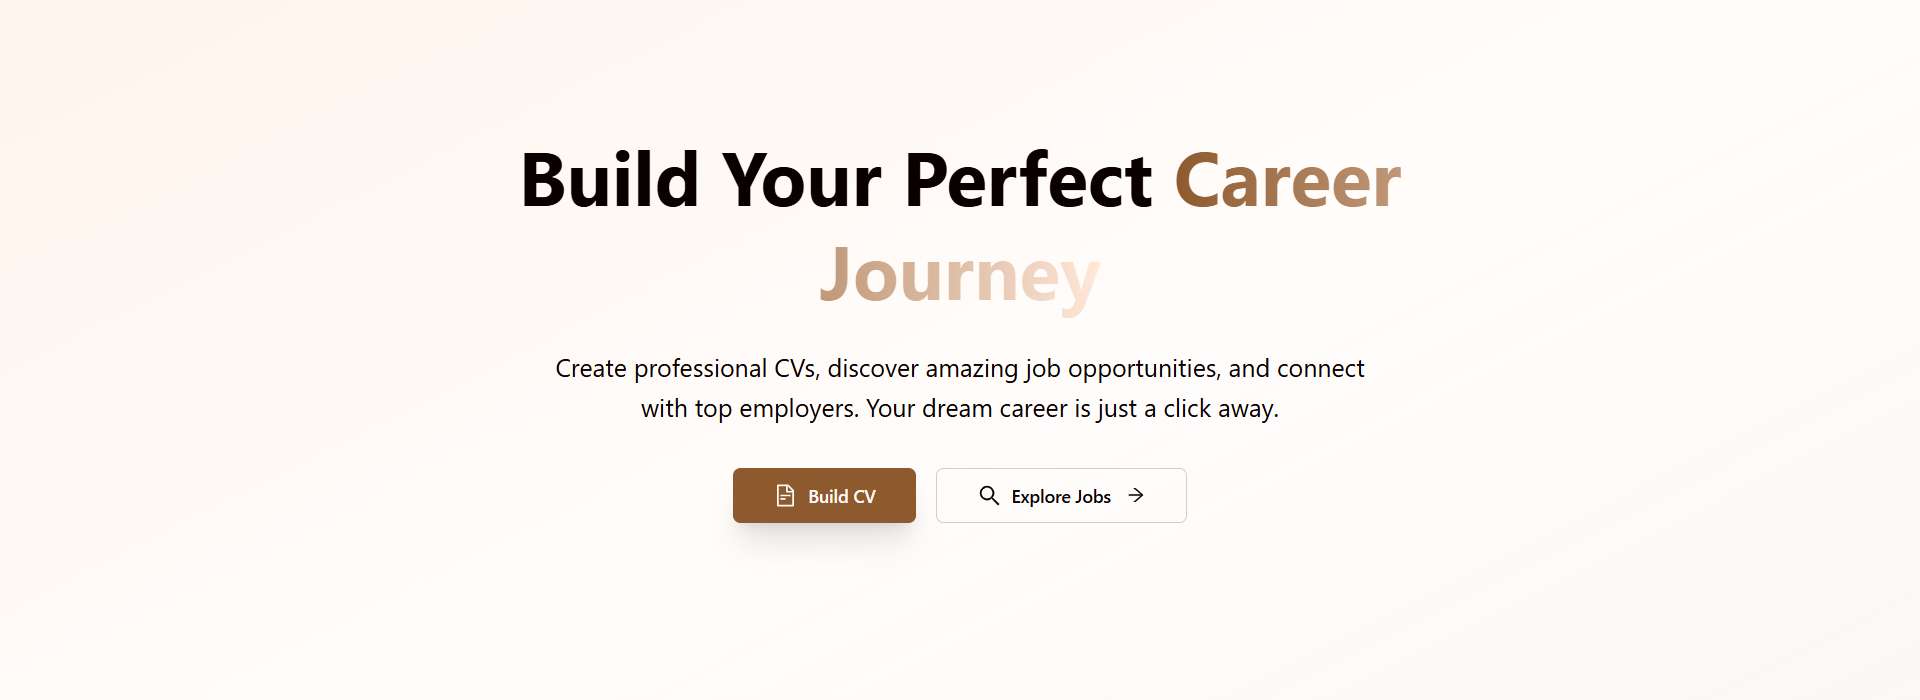 Build Your Perfect Career
Journey
Create professional CVs, discover amazing job opportunities, and connect
with top employers. Your dream career is just a click away.
Build CV
Explore Jobs